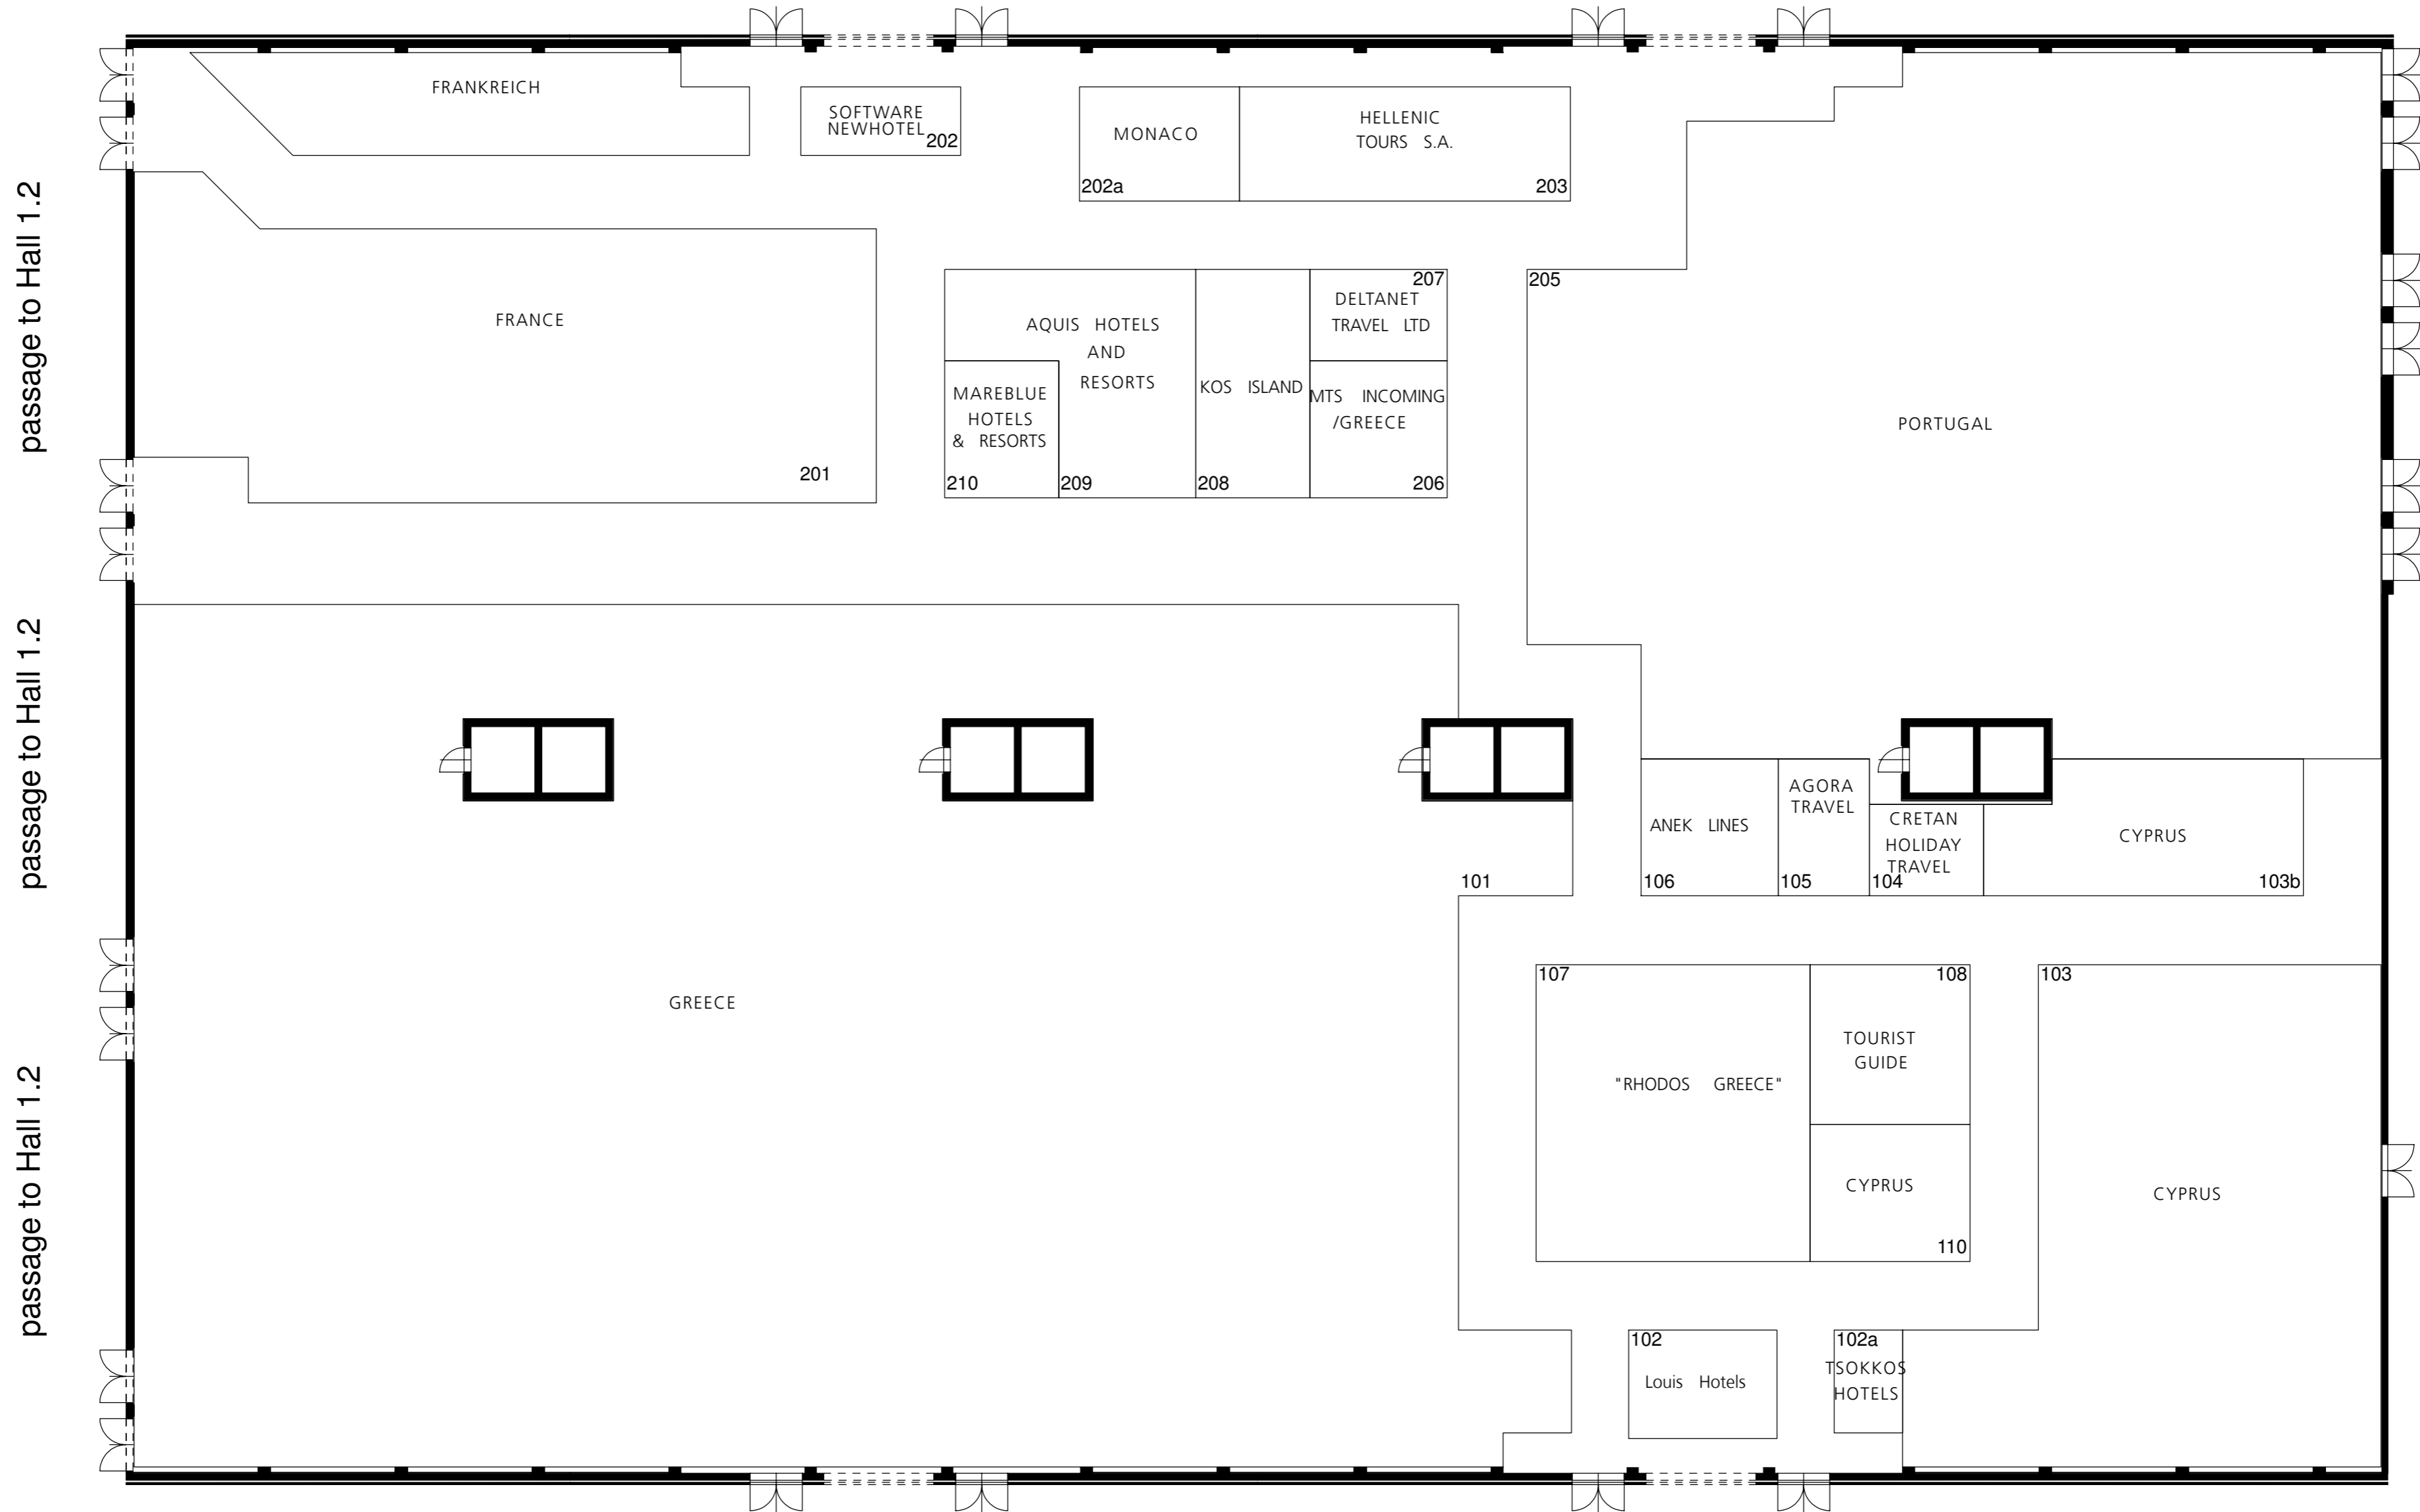 FRANKREICH
SOFTWARE
NEWHOTEL
202
MONACO
202a
HELLENIC
TOURS S.A.
203
passage to Hall 1.2
FRANCE
201
AQUIS HOTELS
AND
RESORTS
209
MAREBLUE
HOTELS
& RESORTS
210
KOS ISLAND
208
207
DELTANET
TRAVEL LTD
MTS INCOMING
/GREECE
206
205
PORTUGAL
passage to Hall 1.2
GREECE
101
ANEK LINES
106
AGORA
TRAVEL
105
CRETAN
HOLIDAY
TRAVEL
104
CYPRUS
103b
passage to Hall 1.2
107
"RHODOS GREECE"
108
TOURIST
GUIDE
CYPRUS
110
103
CYPRUS
102
Louis Hotels
102a
TSOKKOS
HOTELS